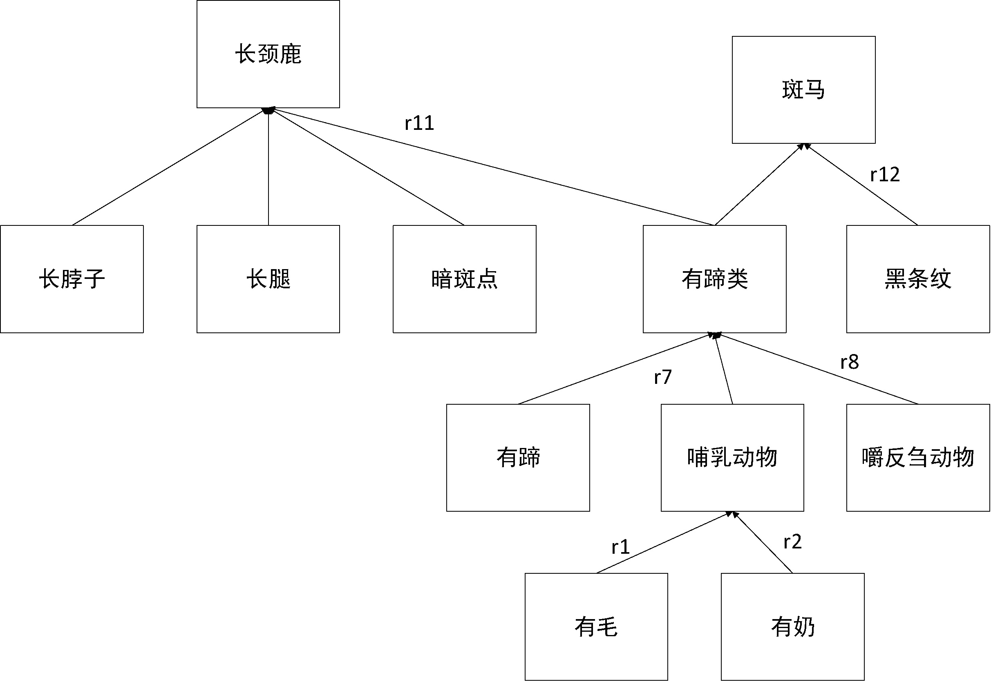 长颈鹿
斑马
r11
r12
长脖子
长腿
暗斑点
有蹄类
黑条纹
r7
r8
有蹄
哺乳动物
嚼反刍动物
r1
r2
有毛
有奶